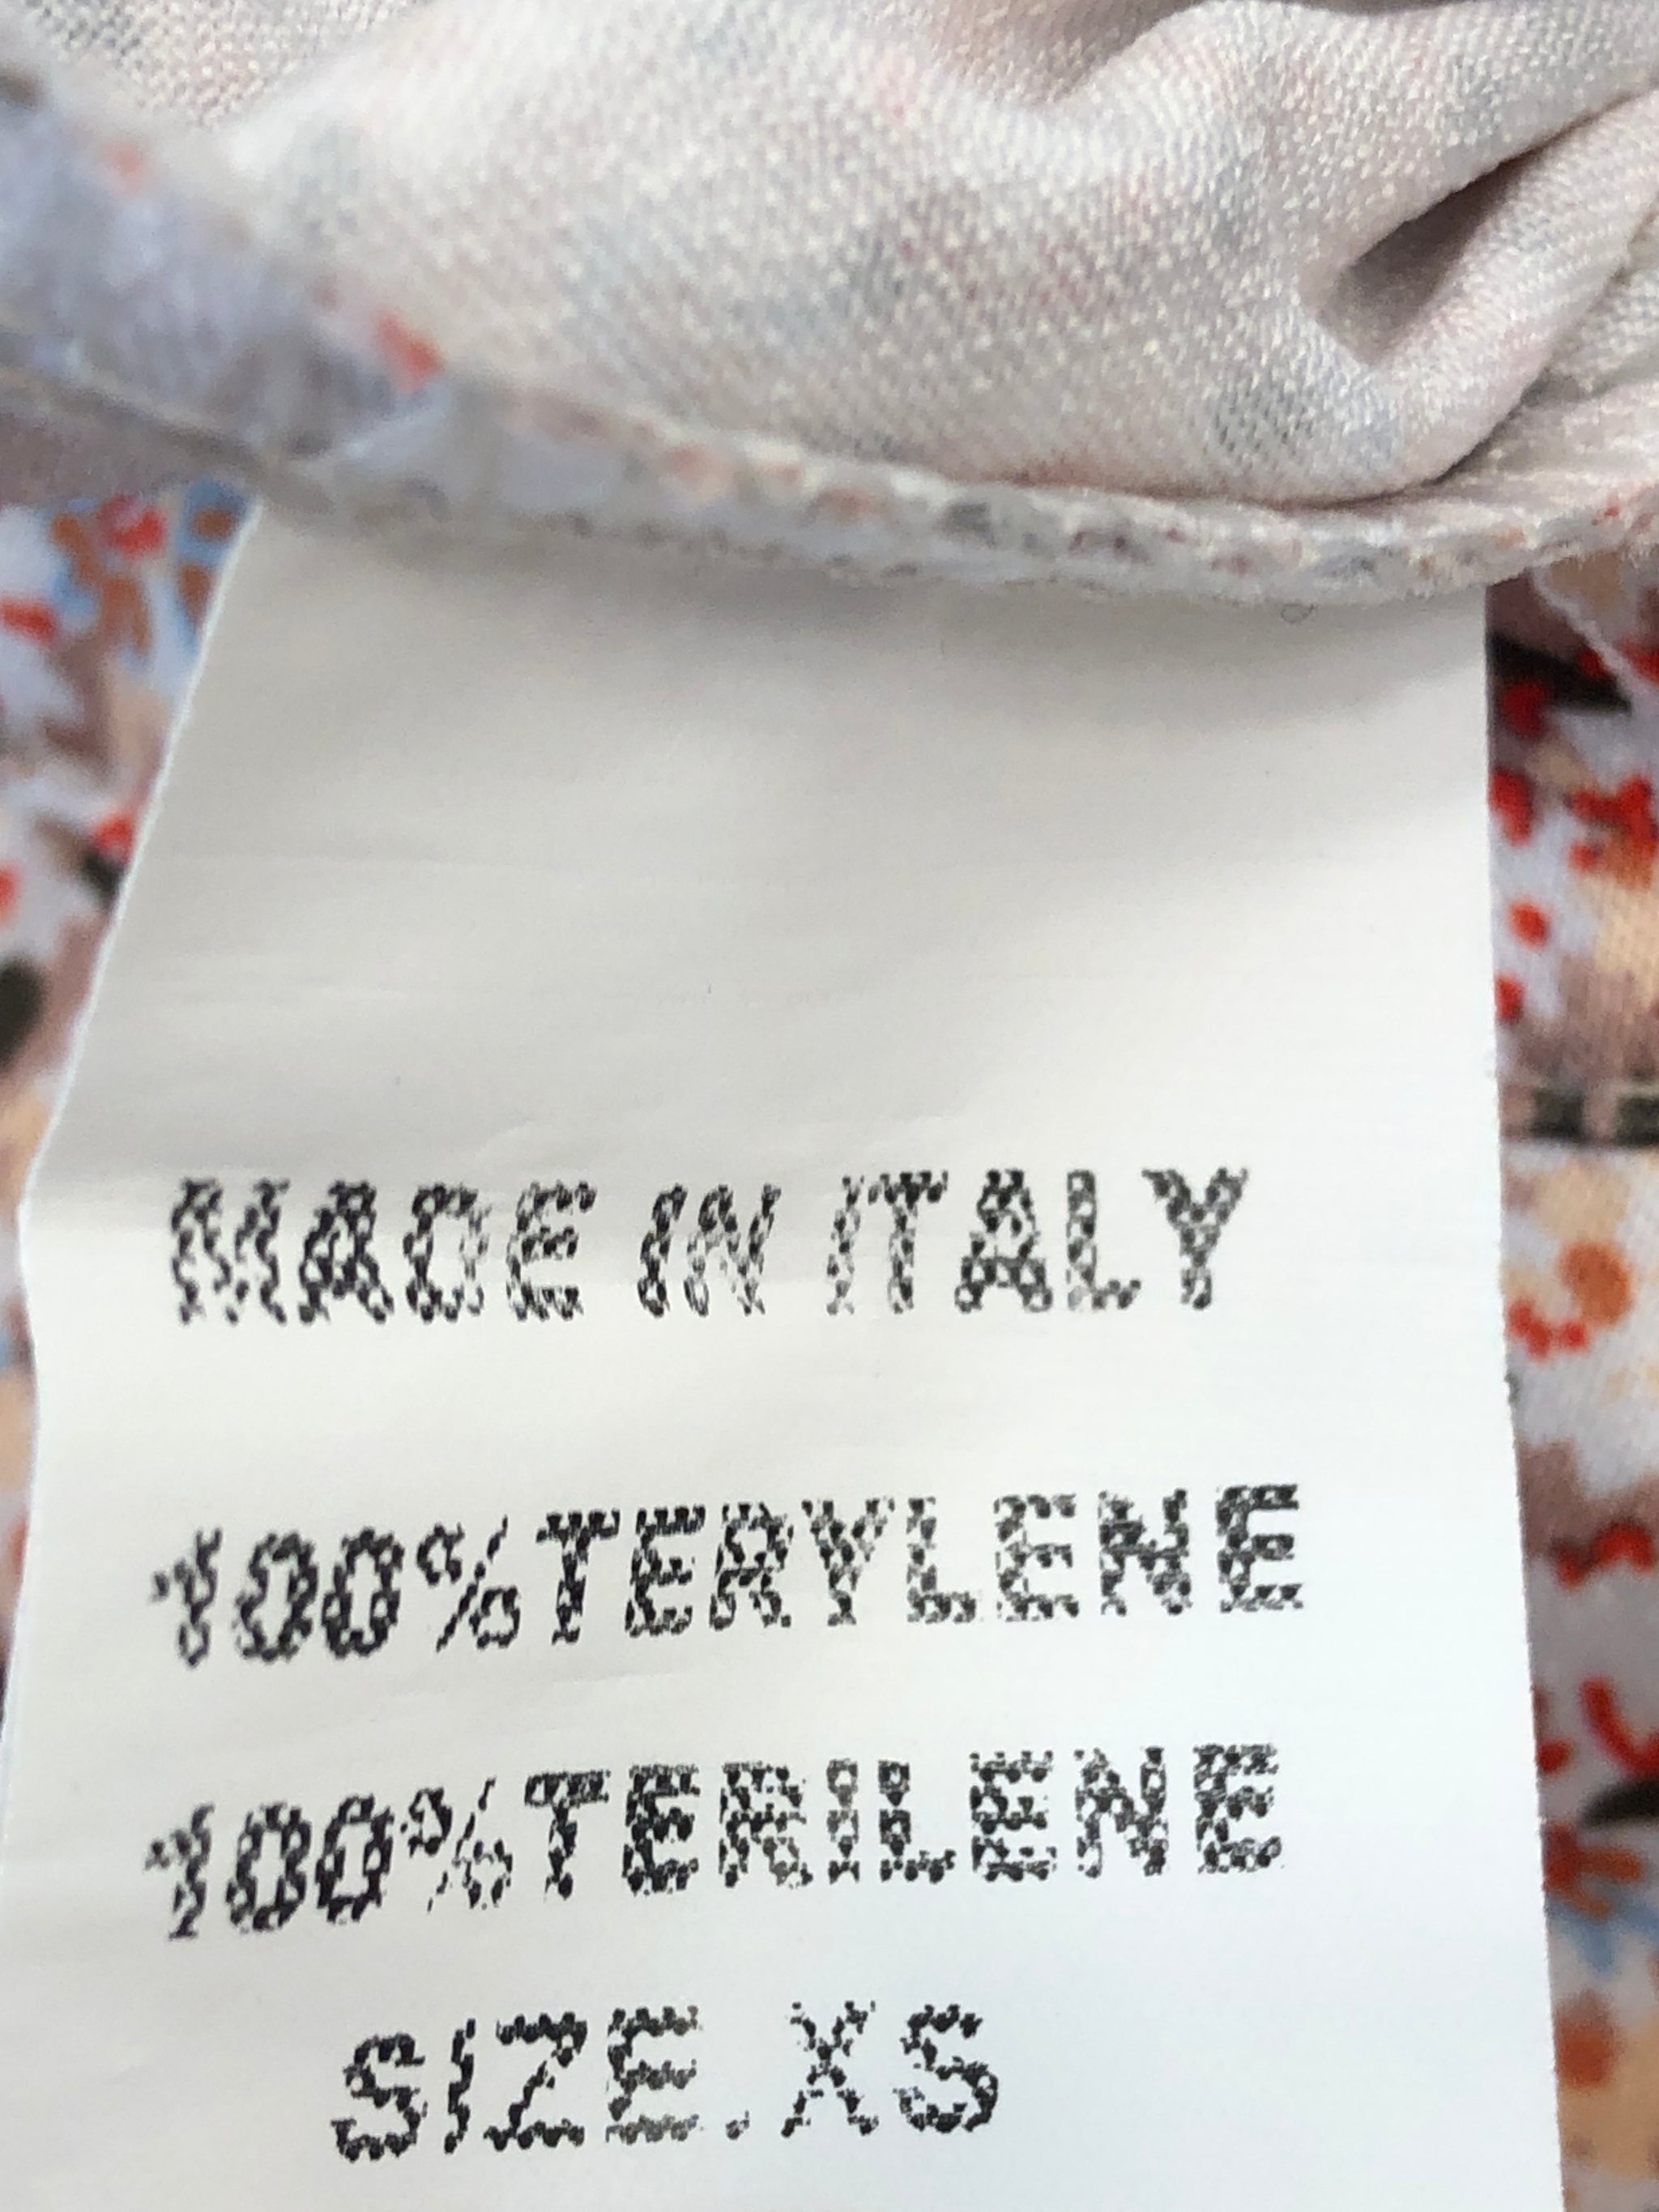 MADE IN ITALY
100%TERYLENE
100%TERILENE
SIZE.XS